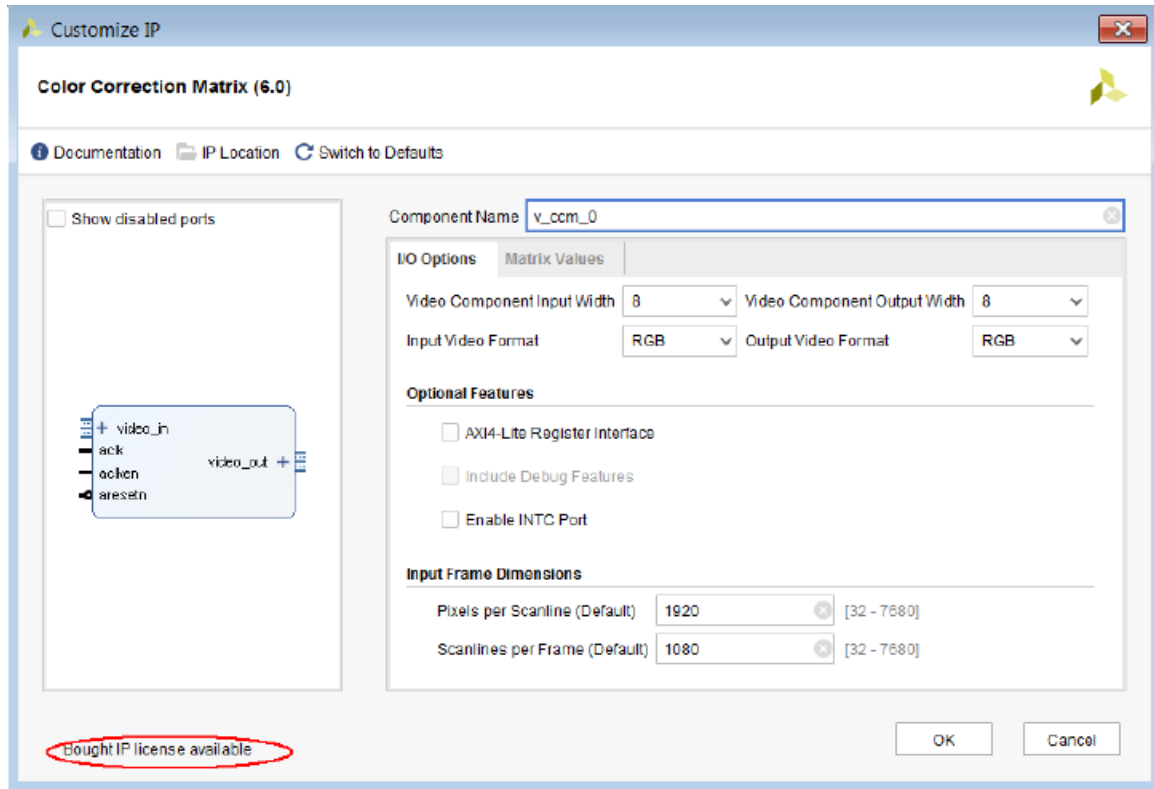 Customize IP
Color Correction Matrix (6.0)
Documentation IP Location Switch to Defaults
Show disabled ports
Component Name v_ccm_0
I/O Options Matrix Values
Video Component Input Width 8 Video Component Output Width 8
Input Video Format RGB Output Video Format RGB
Optional Features
video_in
AXI4-Lite Register Interface
aclk
video_out
aclken
Include Debug Features
aresetn
Enable INTC Port
Input Frame Dimensions
Pixels per Scanline (Default) 1920 [32 - 7680]
Scanlines per Frame (Default) 1080 [32 - 7680]
Bought IP license available
OK Cancel